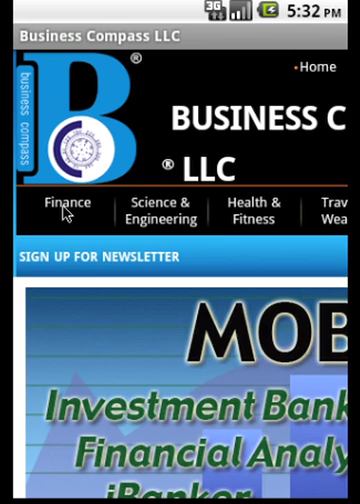 3G 5:32 PM
Business Compass LLC
®
business compass
•Home
BUSINESS C
® LLC
Finance
Science & Engineering
Health & Fitness
Trav
Wea
SIGN UP FOR NEWSLETTER
MOB
Investment Bank
Financial Analy
iBanker